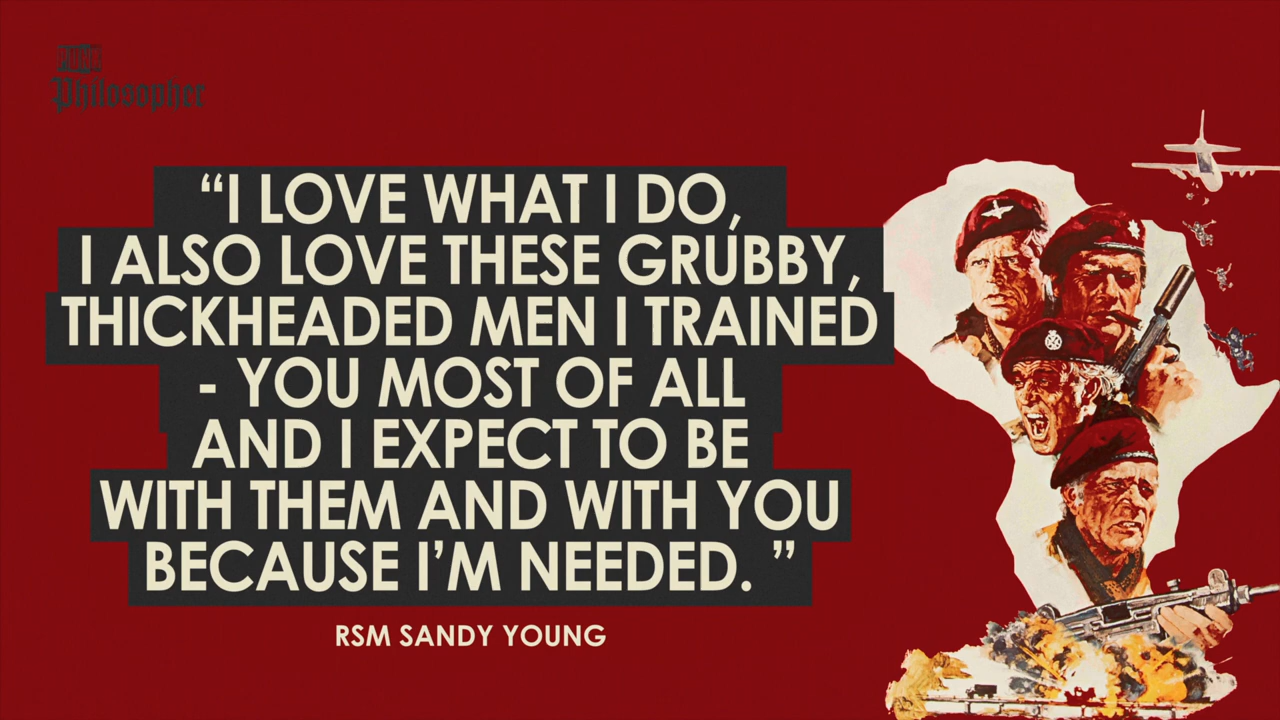 Philosopher
“I LOVE WHAT I DO,
I ALSO LOVE THESE GRUBBY,
THICKHEADED MEN I TRAINED
- YOU MOST OF ALL
AND I EXPECT TO BE
WITH THEM AND WITH YOU
BECAUSE I’M NEEDED. ”
RSM SANDY YOUNG